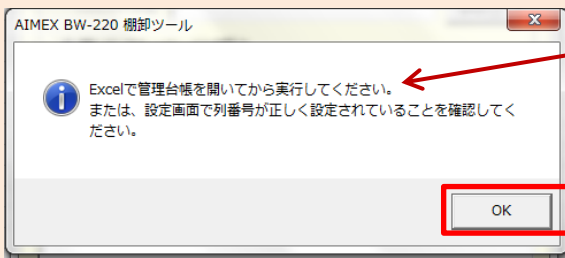 AIMEX BW-220 棚卸ツール
Excelで管理台帳を開いてから実行してください。
または、設定画面で列番号が正しく設定されていることを確認してく
ださい。
OK